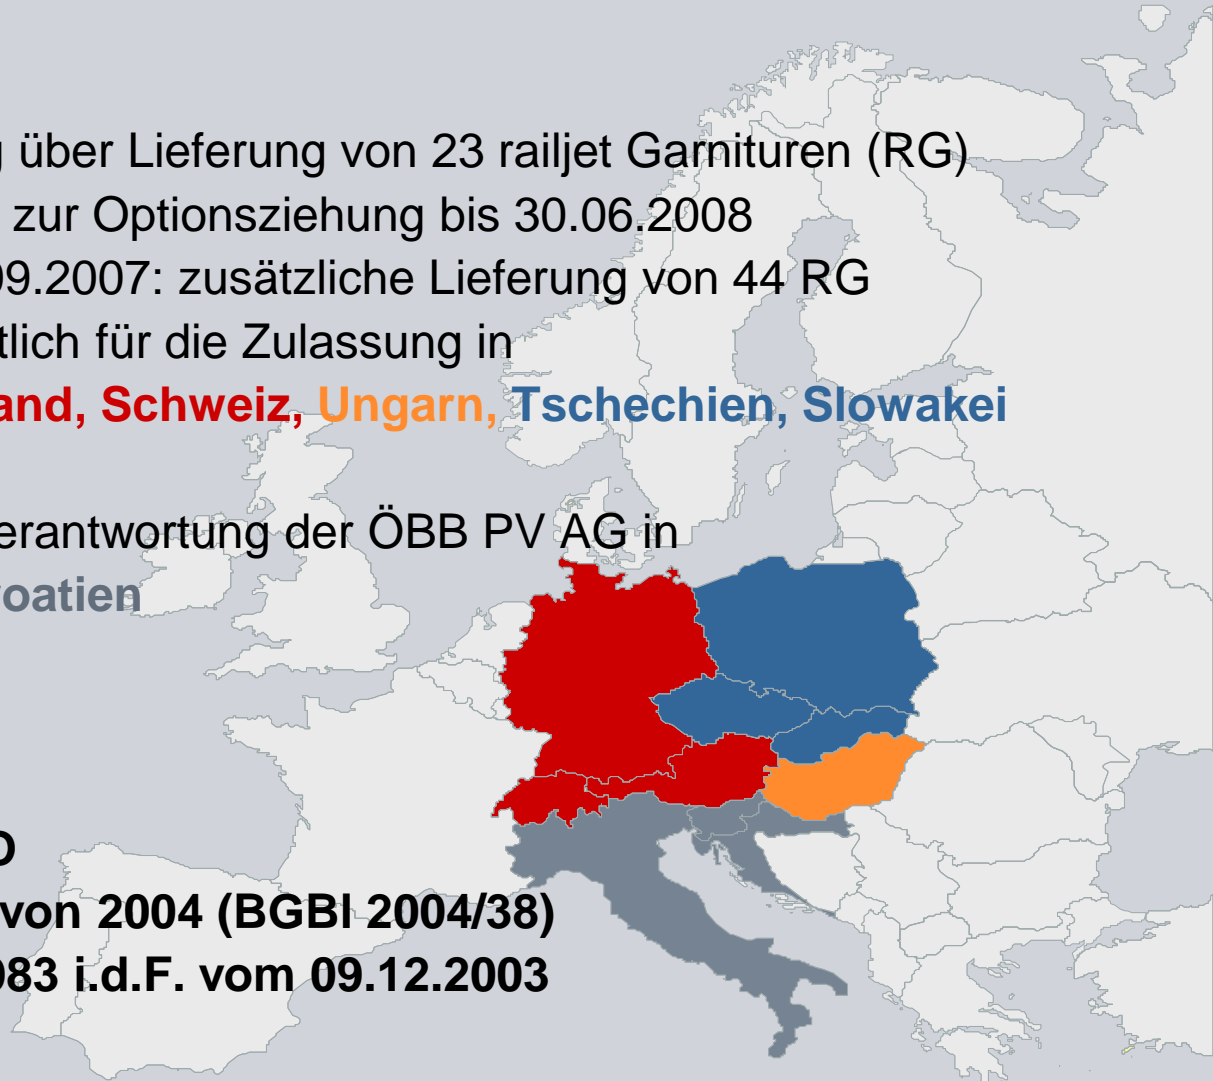 über Lieferung von 23 railjet Garnituren (RG)
zur Optionsziehung bis 30.06.2008
09.2007: zusätzliche Lieferung von 44 RG
tlich für die Zulassung in
and, Schweiz, Ungarn, Tschechien, Slowakei
erantwortung der ÖBB PV AG in
roatien
von 2004 (BGBl 2004/38)
983 i.d.F. vom 09.12.2003